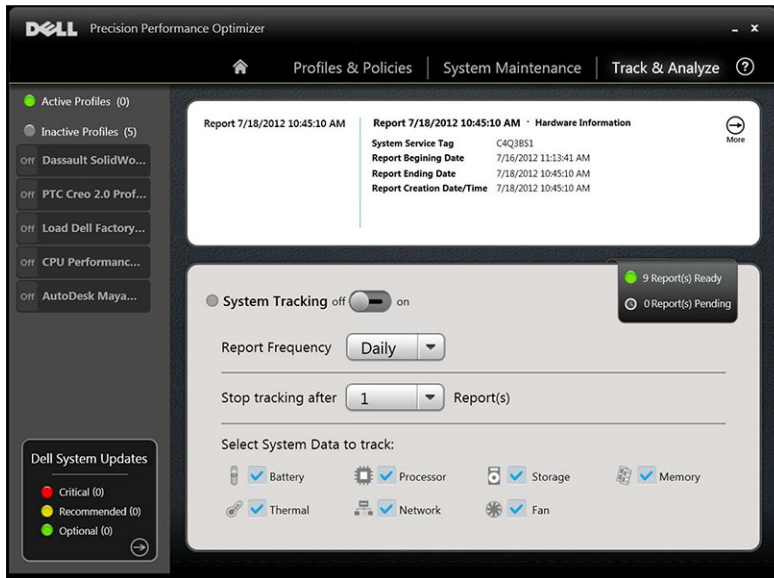 DELL Precision Performance Optimizer
Profiles & Policies System Maintenance Track & Analyze ?
Active Profiles (0)
Inactive Profiles (5)
Off Dassault SolidWo...
Off PTC Creo 2.0 Prof...
Off Load Dell Factory...
Off CPU Performanc...
Off AutoDesk Maya...
Dell System Updates
Critical (0)
Recommended (0)
Optional (0)
Report 7/18/2012 10:45:10 AM
Report 7/18/2012 10:45:10 AM · Hardware Information
More
System Service Tag C4Q3BS1
Report Begining Date 7/16/2012 11:13:41 AM
Report Ending Date 7/18/2012 10:45:10 AM
Report Creation Date/Time 7/18/2012 10:45:10 AM
9 Report(s) Ready
0 Report(s) Pending
System Tracking off on
Report Frequency Daily
Stop tracking after 1 Report(s)
Select System Data to track:
Battery Processor Storage Memory
Thermal Network Fan